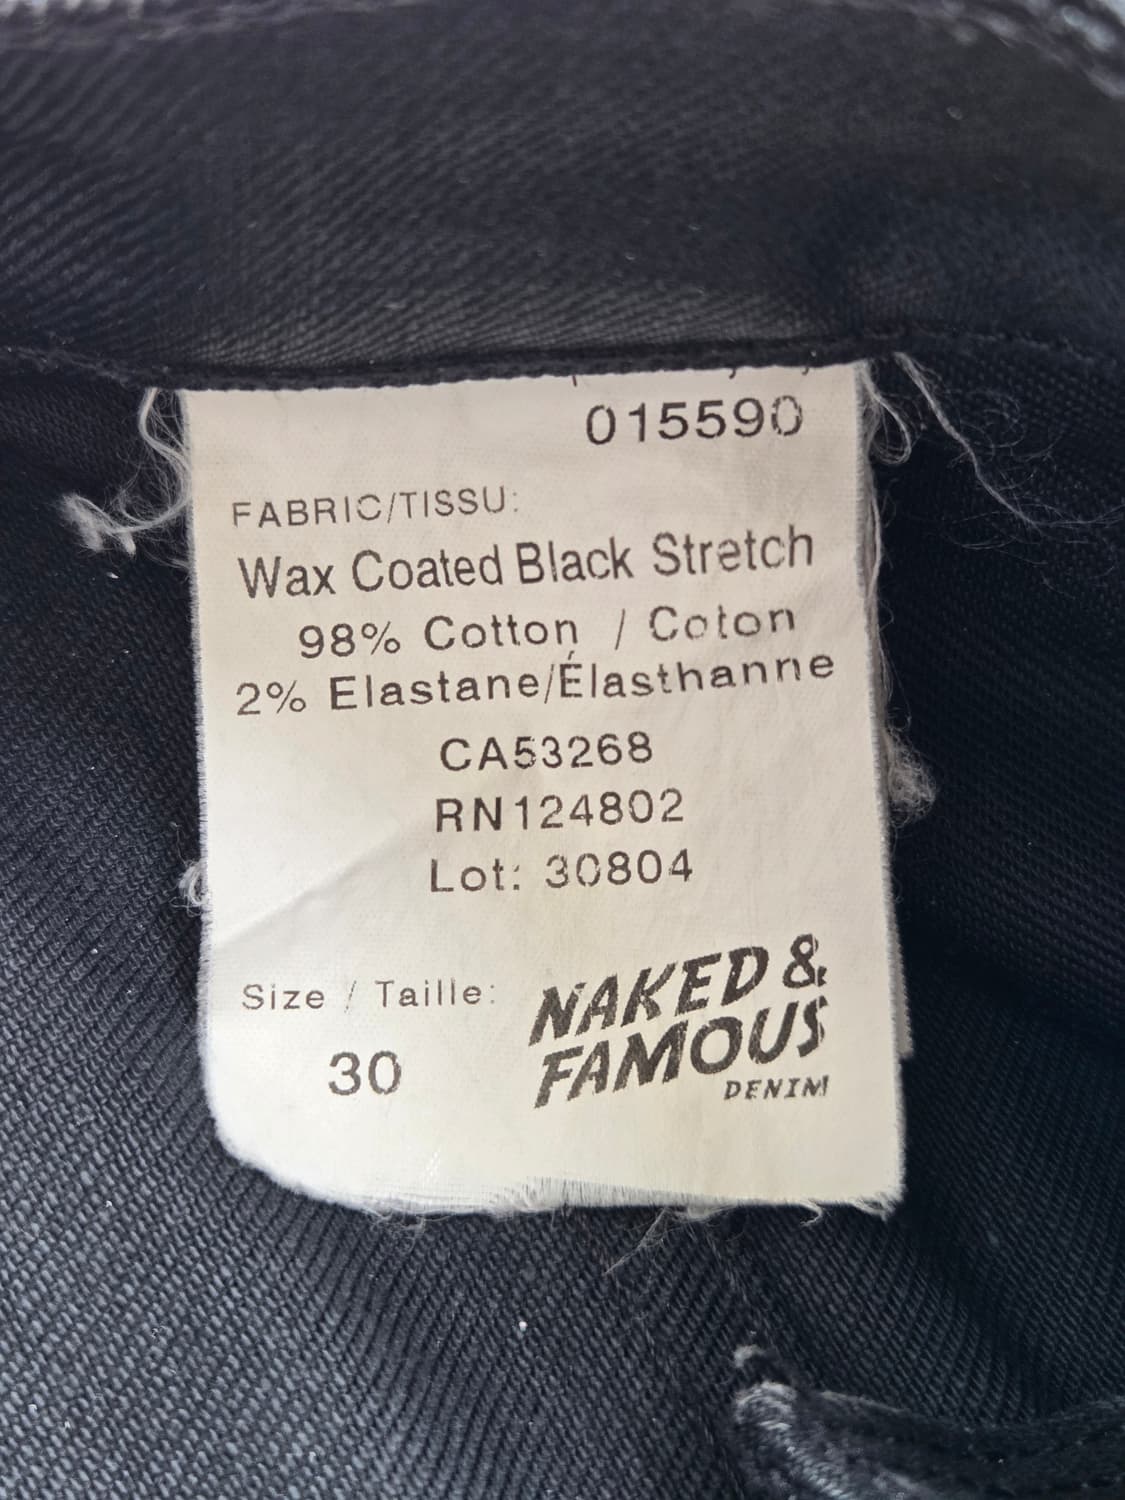 015590
FABRIC/TISSU:
Wax Coated Black Stretch
98% Cotton / Coton
2% Elastane/Élasthanne
CA53268
RN124802
Lot: 30804
Size / Taille:
30
NAKED &
FAMOUS
DENIM